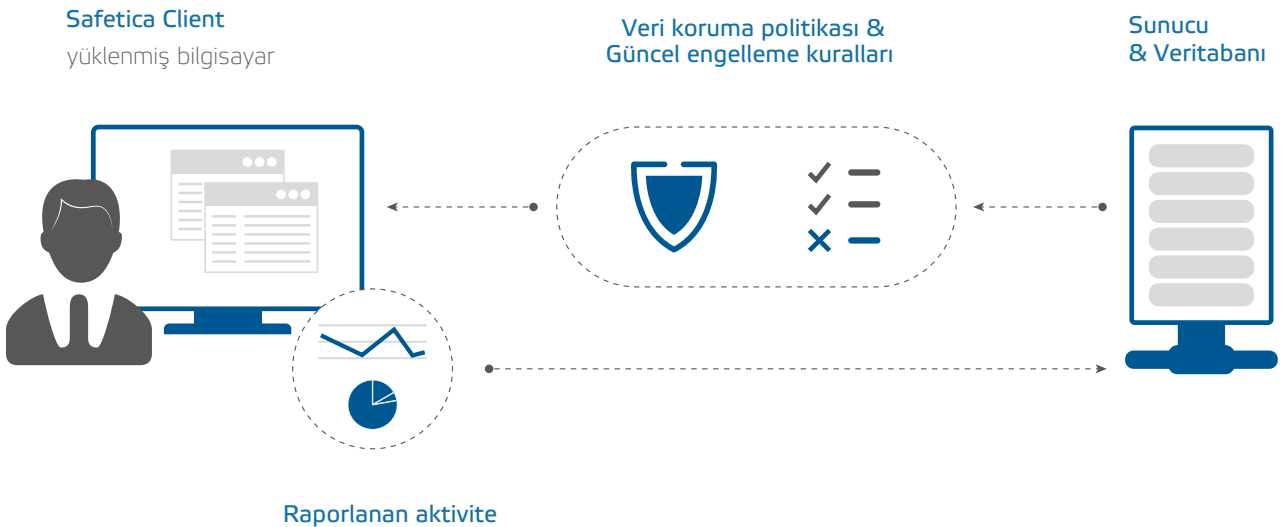 Safetica Client
yüklenmiş bilgisayar
Veri koruma politikası &
Güncel engelleme kuralları
Sunucu
& Veritabanı
Raporlanan aktivite